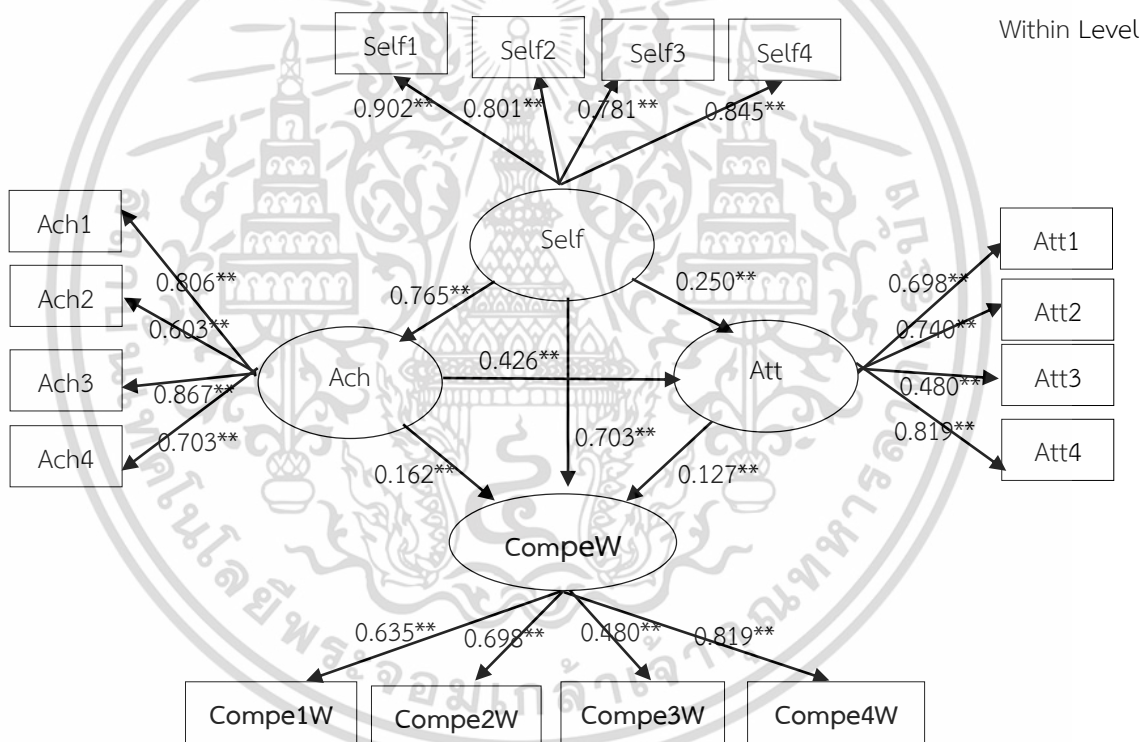 Within Level
Self1
Self2
Self3
Self4
0.902**
0.801**
0.781**
0.845**
Self
Ach1
Ach2
Ach3
Ach4
0.806**
0.603**
0.867**
0.703**
0.765**
0.250**
Att1
Att2
Att3
Att4
0.698**
0.740**
0.480**
0.819**
Ach
0.426**
Att
0.162**
0.703**
0.127**
CompeW
0.635**
0.698**
0.480**
0.819**
Compe1W
Compe2W
Compe3W
Compe4W